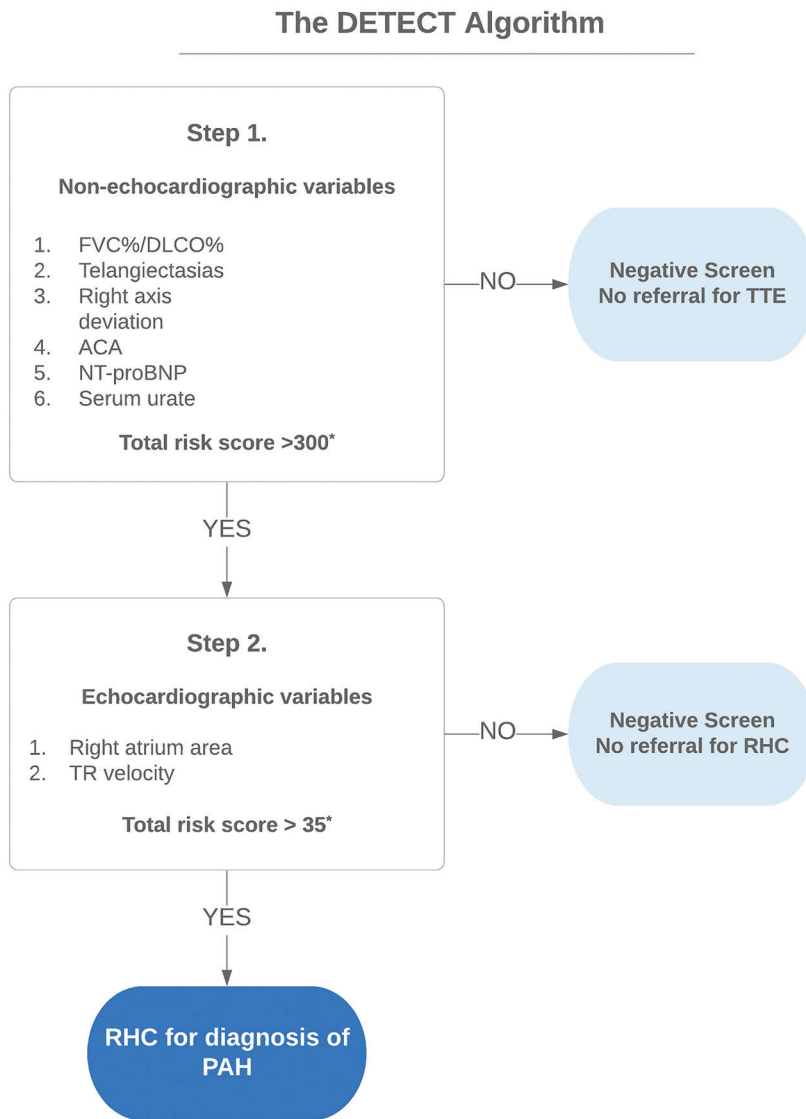 The DETECT Algorithm
Step 1.
Non-echocardiographic variables
1. FVC%/DLCO%
2. Telangiectasias
3. Right axis
deviation
4. ACA
5. NT-proBNP
6. Serum urate
Total risk score >300*
NO
Negative Screen
No referral for TTE
YES
Step 2.
Echocardiographic variables
1. Right atrium area
2. TR velocity
Total risk score > 35*
NO
Negative Screen
No referral for RHC
YES
RHC for diagnosis of
PAH